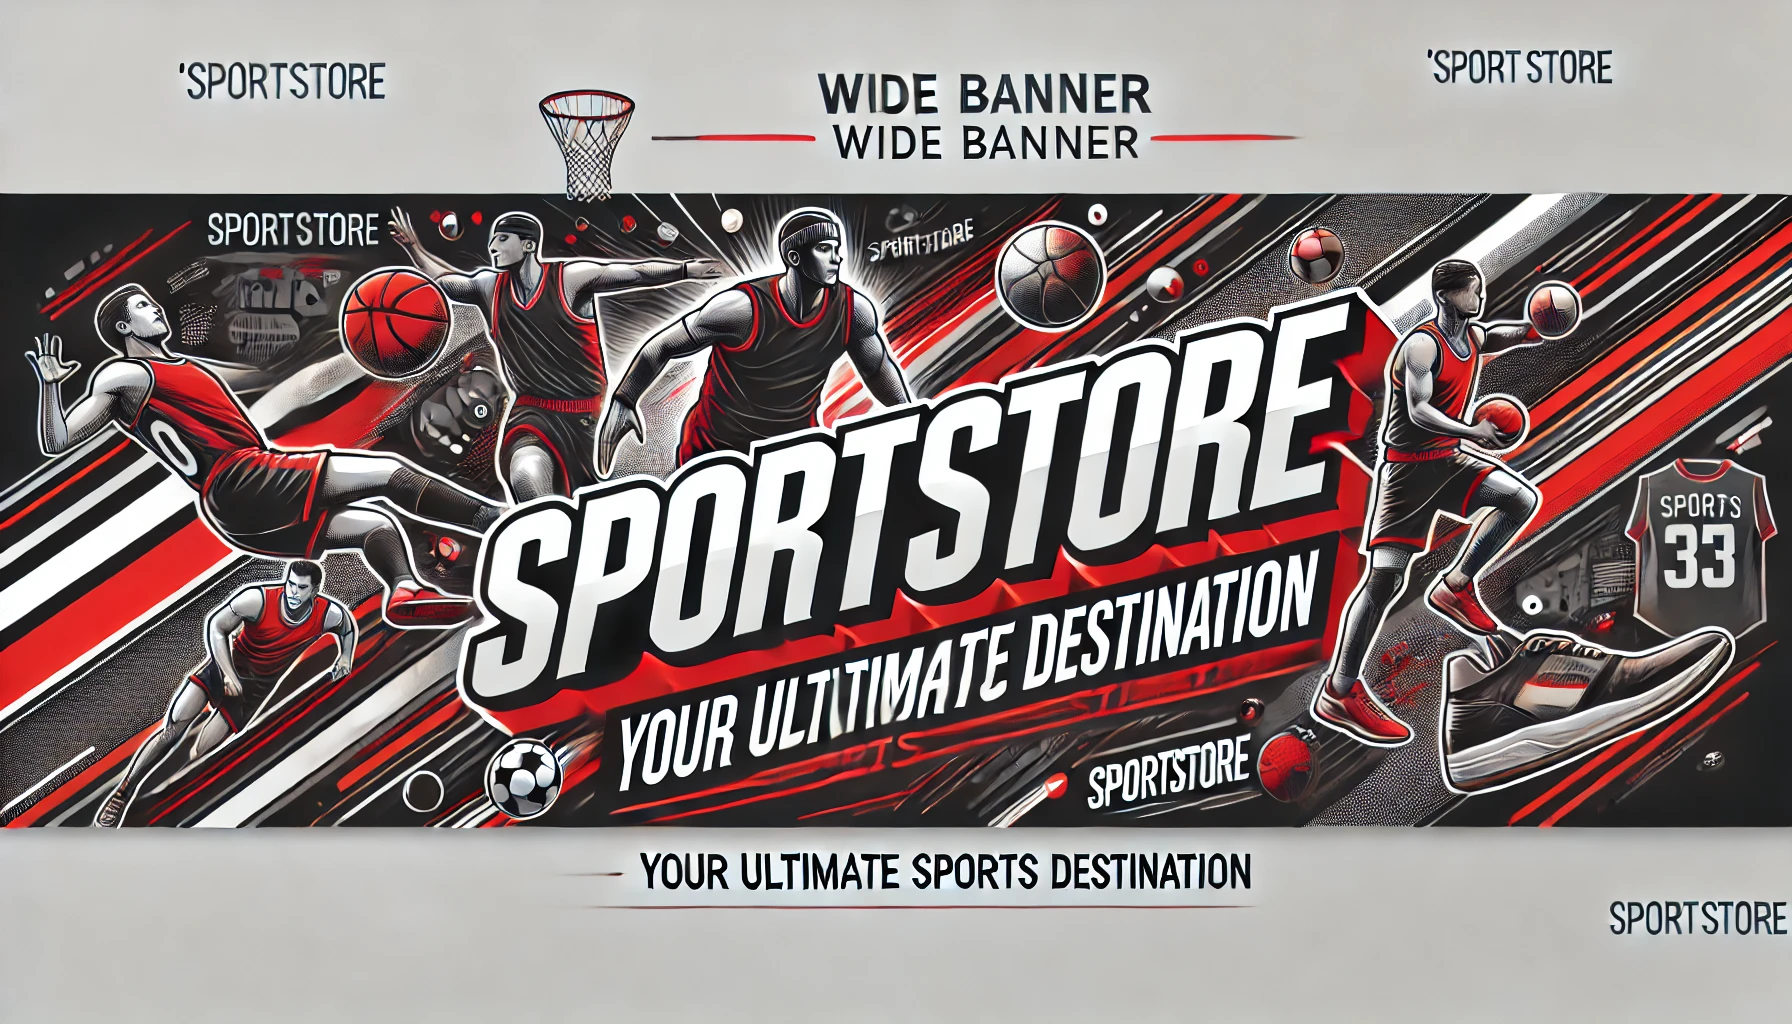 'SPORTSTORE
'SPORT STORE
WIDE BANNER
WIDE BANNER
SPORTSTORE
0
SPORTSTORE
YOUR ULTITIMATE DESTINATION
SPORTS
33
SPORTSTORE
YOUR ULTIMATE SPORTS DESTINATION
SPORTSTORE